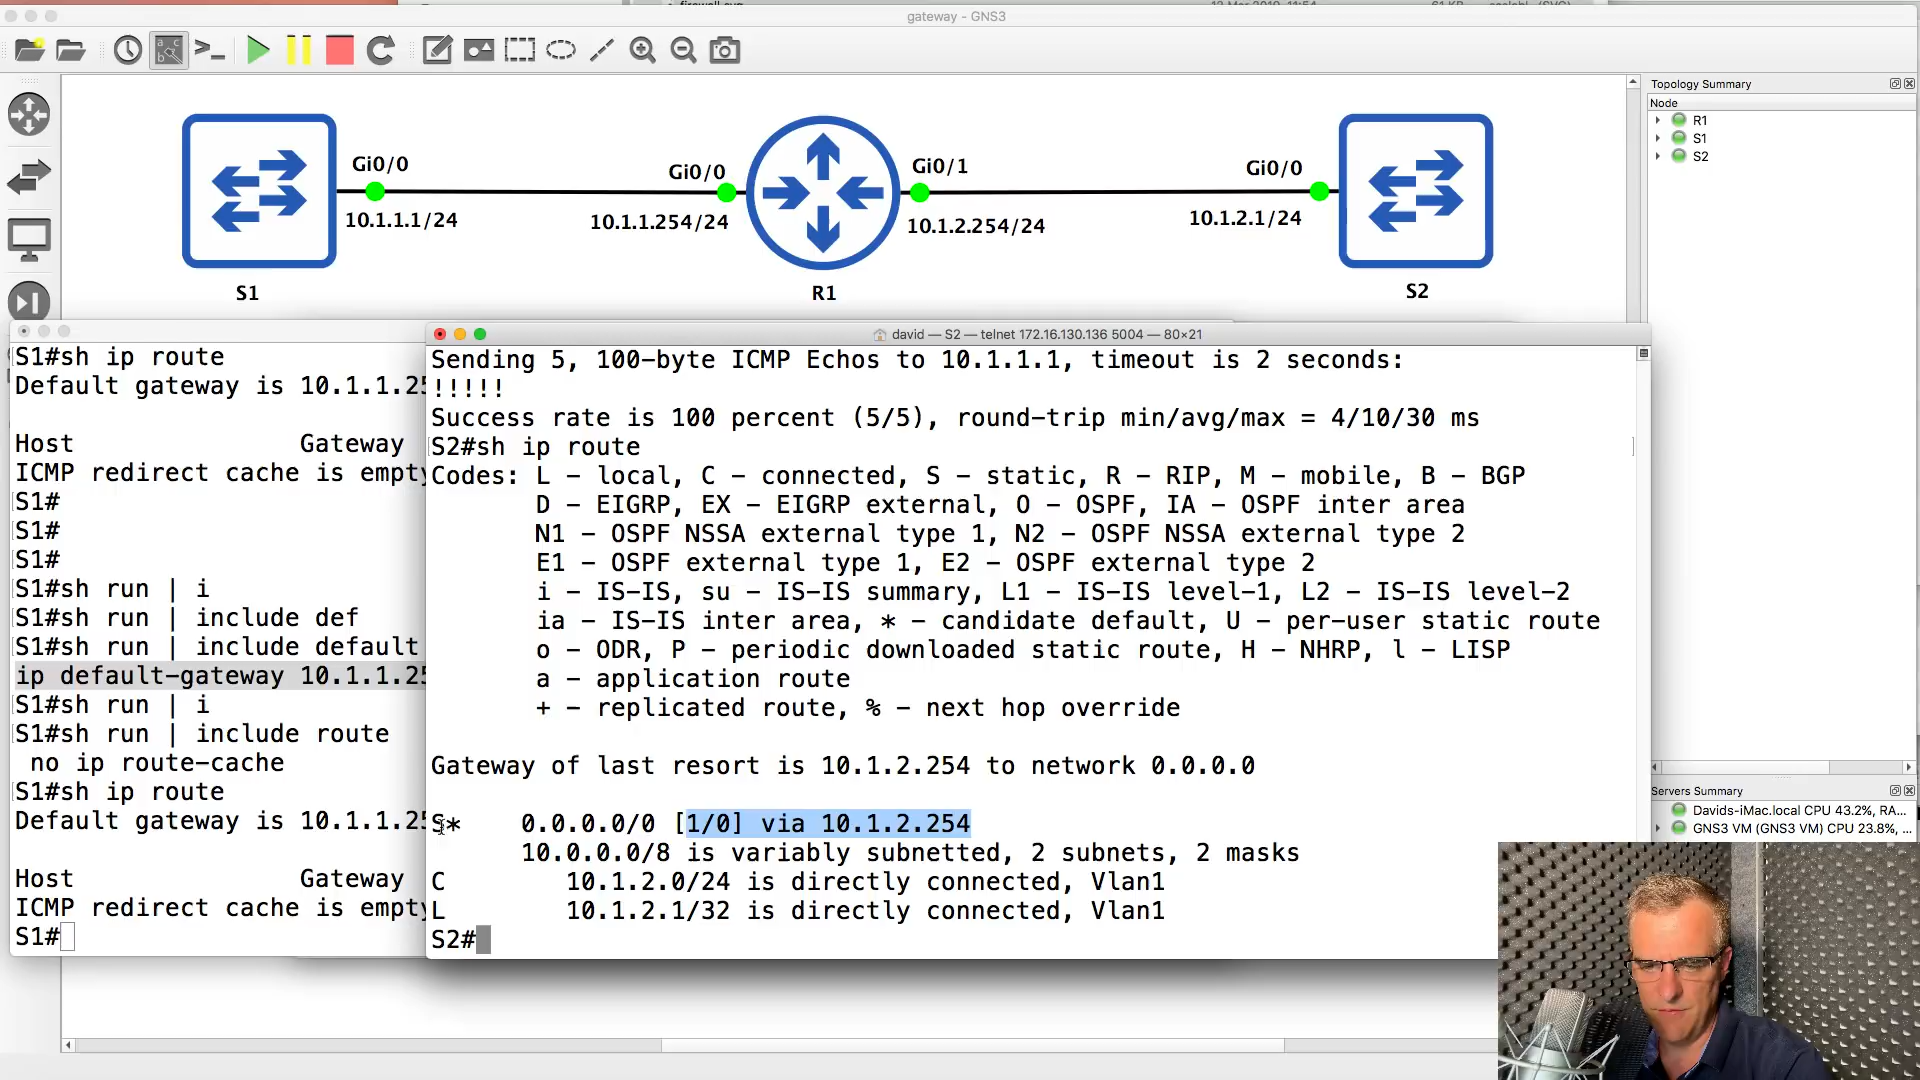 gateway - GNS3
Topology Summary
Node
R1
S1
S2
Gi0/0
Gi0/0
Gi0/1
Gi0/0
10.1.1.1/24
10.1.1.254/24
10.1.2.254/24
10.1.2.1/24
S1
R1
S2
S1#sh ip route
Default gateway is 10.1.1.25
Host Gateway
ICMP redirect cache is empty
S1#
S1#
S1#
S1#sh run | i
S1#sh run | include def
S1#sh run | include default
ip default-gateway 10.1.1.25
S1#sh run | i
S1#sh run | include route
no ip route-cache
S1#sh ip route
Default gateway is 10.1.1.25
Host Gateway
ICMP redirect cache is empty
S1#
david — S2 — telnet 172.16.130.136 5004 — 80×21
Sending 5, 100-byte ICMP Echos to 10.1.1.1, timeout is 2 seconds:
!!!!!
Success rate is 100 percent (5/5), round-trip min/avg/max = 4/10/30 ms
S2#sh ip route
Codes: L - local, C - connected, S - static, R - RIP, M - mobile, B - BGP
D - EIGRP, EX - EIGRP external, O - OSPF, IA - OSPF inter area
N1 - OSPF NSSA external type 1, N2 - OSPF NSSA external type 2
E1 - OSPF external type 1, E2 - OSPF external type 2
i - IS-IS, su - IS-IS summary, L1 - IS-IS level-1, L2 - IS-IS level-2
ia - IS-IS inter area, * - candidate default, U - per-user static route
o - ODR, P - periodic downloaded static route, H - NHRP, l - LISP
a - application route
+ - replicated route, % - next hop override
Gateway of last resort is 10.1.2.254 to network 0.0.0.0
S* 0.0.0.0/0 [1/0] via 10.1.2.254
10.0.0.0/8 is variably subnetted, 2 subnets, 2 masks
C 10.1.2.0/24 is directly connected, Vlan1
L 10.1.2.1/32 is directly connected, Vlan1
S2#
Servers Summary
Davids-iMac.local CPU 43.2%, RA...
GNS3 VM (GNS3 VM) CPU 23.8%, ...